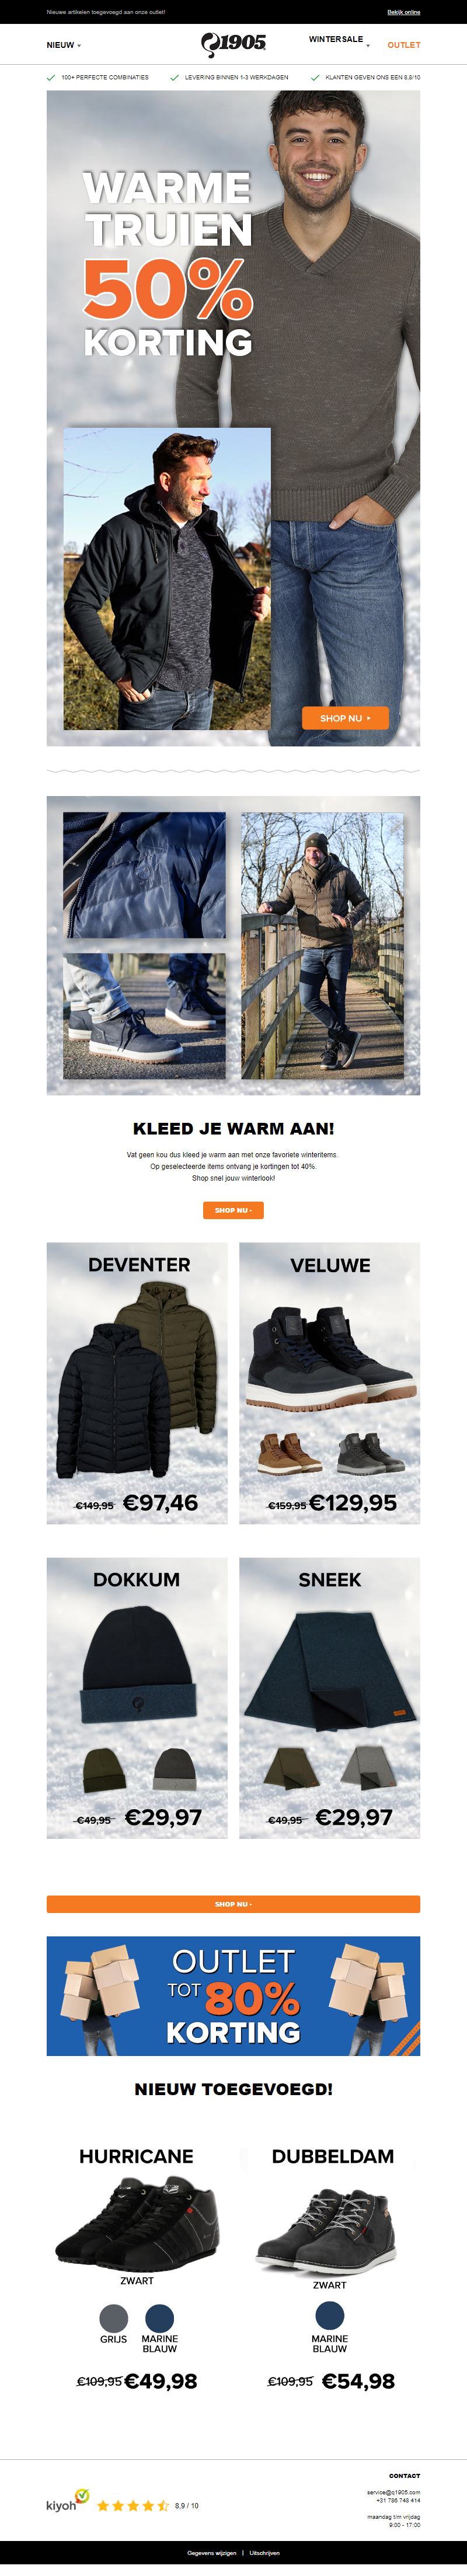 Nieuwe artikelen toegevoegd aan onze outlet!
Bekijk online
NIEUW
Q1905
WINTERSALE
OUTLET
100+ PERFECTE COMBINATIES
LEVERING BINNEN 1-3 WERKDAGEN
KLANTEN GEVEN ONS EEN 8,8/10
WARME
TRUIEN
50%
KORTING
SHOP NU
KLEED JE WARM AAN!
Vat geen kou dus kleed je warm aan met onze favoriete winteritems.
Op geselecteerde items ontvang je kortingen tot 40%.
Shop snel jouw winterlook!
SHOP NU
DEVENTER
€149,95 €97,46
VELUWE
€159,95 €129,95
DOKKUM
€49,95 €29,97
SNEEK
€49,95 €29,97
SHOP NU
OUTLET
TOT 80%
KORTING
NIEUW TOEGEVOEGD!
HURRICANE
ZWART
GRIJS
MARINE
BLAUW
€109,95 €49,98
DUBBELDAM
ZWART
MARINE
BLAUW
€109,95 €54,98
CONTACT
service@q1905.com
+31 786 748 414
maandag t/m vrijdag
9:00 - 17:00
kiyoh
8,9 / 10
Gegevens wijzigen | Uitschrijven